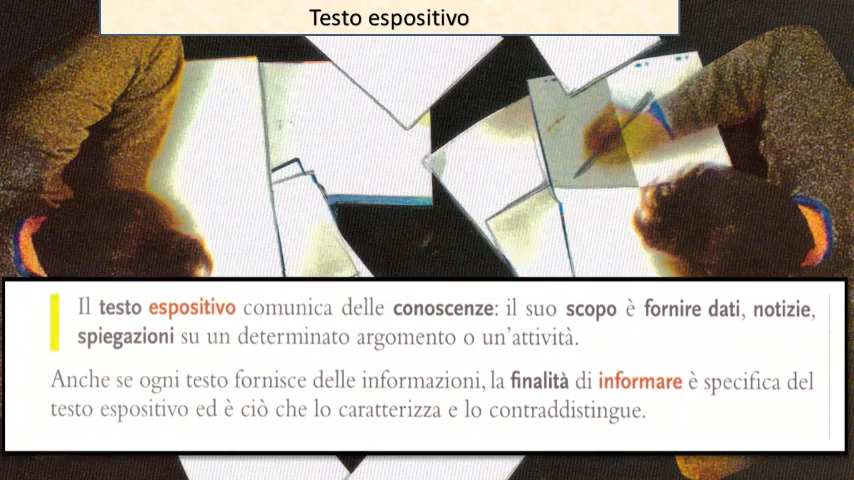 Testo espositivo
Il testo espositivo comunica delle conoscenze: il suo scopo è fornire dati, notizie,
spiegazioni su un determinato argomento o un'attività.
Anche se ogni testo fornisce delle informazioni, la finalità di informare è specifica del
testo espositivo ed è ciò che lo caratterizza e lo contraddistingue.